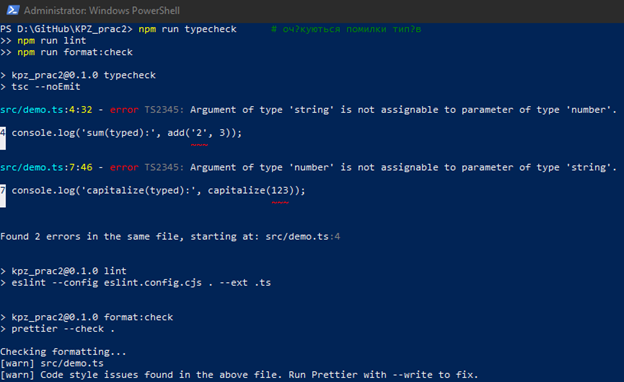 Administrator: Windows PowerShell
PS D:\GitHub\KPZ_prac2> npm run typecheck      # оч?куються помилки тип?в
>> npm run lint
>> npm run format:check
> kpz_prac2@0.1.0 typecheck
> tsc --noEmit
src/demo.ts:4:32 - error TS2345: Argument of type 'string' is not assignable to parameter of type 'number'.
4 console.log('sum(typed):', add('2', 3));
src/demo.ts:7:46 - error TS2345: Argument of type 'number' is not assignable to parameter of type 'string'.
7 console.log('capitalize(typed):', capitalize(123));
Found 2 errors in the same file, starting at: src/demo.ts:4
> kpz_prac2@0.1.0 lint
> eslint --config eslint.config.cjs . --ext .ts
> kpz_prac2@0.1.0 format:check
> prettier --check .
Checking formatting...
[warn] src/demo.ts
[warn] Code style issues found in the above file. Run Prettier with --write to fix.